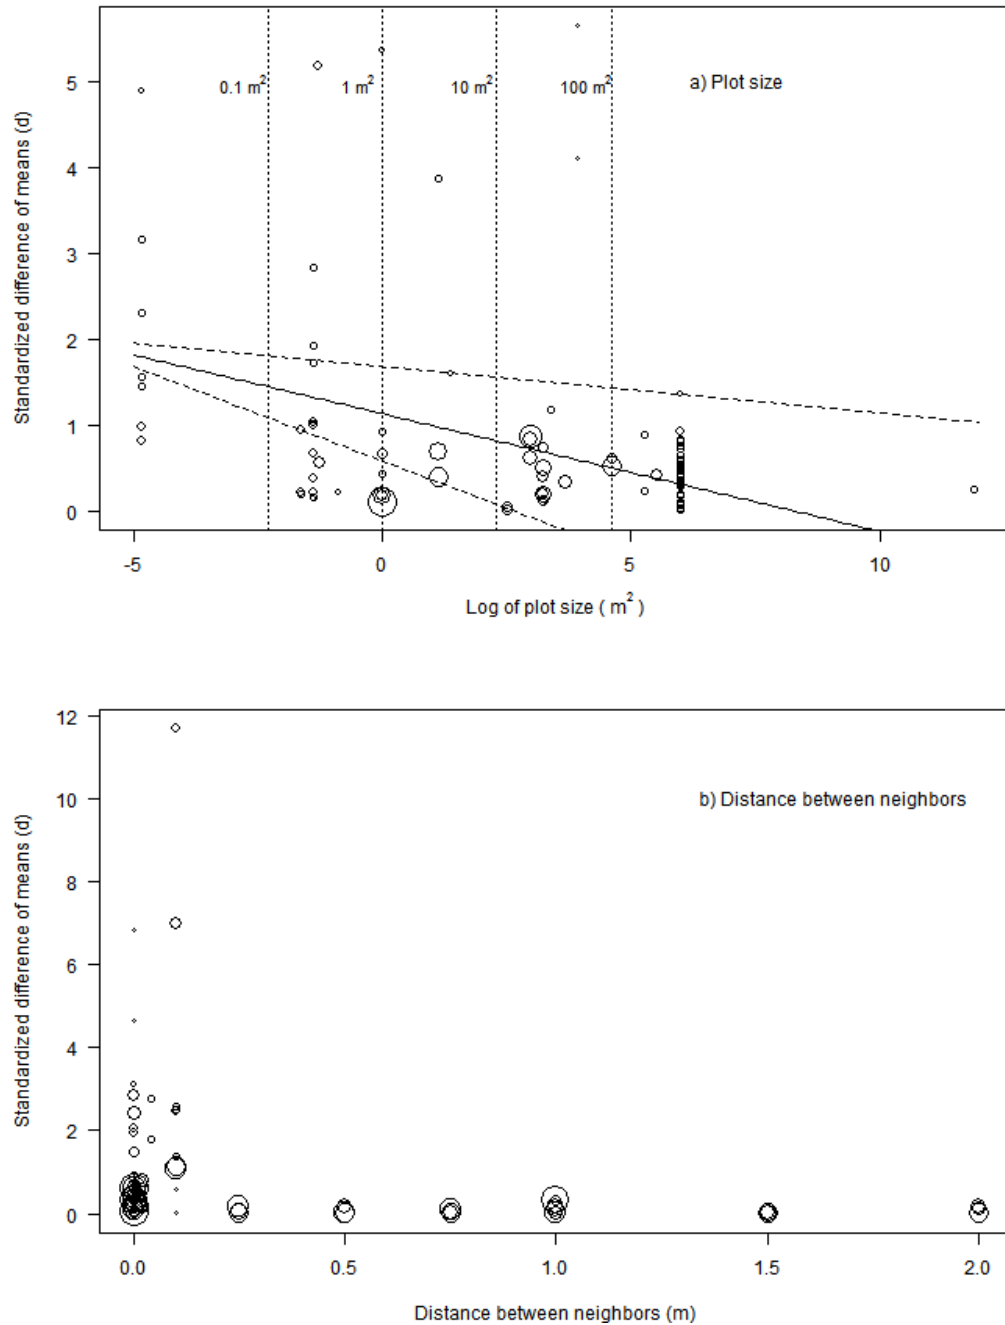 5
4
3
2
1
0
Standardized difference of means (d)
0.1 m²
1 m²
10 m²
100 m²
a) Plot size
-5
0
5
10
Log of plot size ( m² )
12
10
8
6
4
2
0
Standardized difference of means (d)
b) Distance between neighbors
0.0
0.5
1.0
1.5
2.0
Distance between neighbors (m)